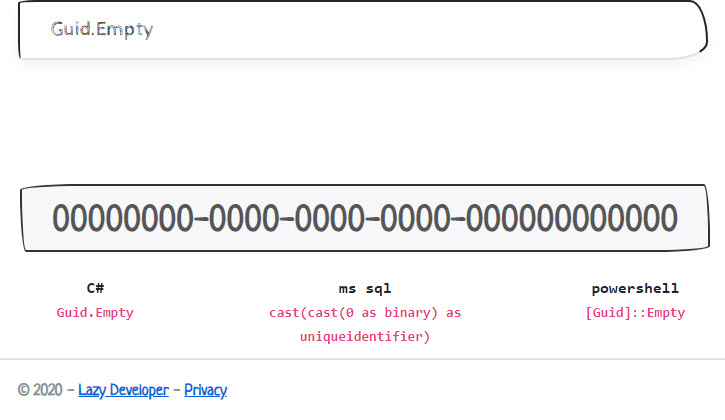 Guid.Empty
00000000-0000-0000-0000-000000000000
C# ms sql powershell
Guid.Empty cast(cast(0 as binary) as [Guid]::Empty
uniqueidentifier)
© 2020 - Lazy Developer - Privacy